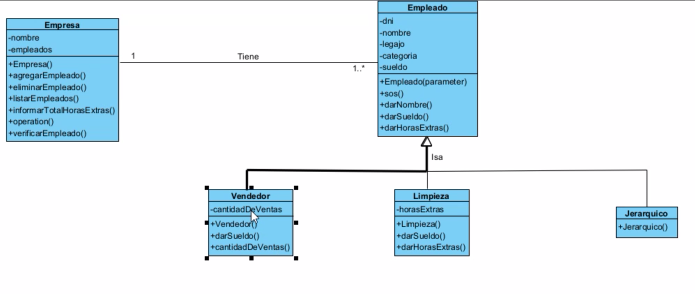 Empresa
-nombre
-empleados
+Empresa()
+agregarEmpleado()
+eliminarEmpleado()
+listarEmpleados()
+informarTotalHorasExtras()
+operation()
+verificarEmpleado()
1
Tiene
1..*
Empleado
-dni
-nombre
-legajo
-categoria
-sueldo
+Empleado(parameter)
+sos()
+darNombre()
+darSueldo()
+darHorasExtras()
Isa
Vendedor
-cantidadDeVentas
+Vendedor()
+darSueldo()
+cantidadDeVentas()
Limpieza
-horasExtras
+Limpieza()
+darSueldo()
+darHorasExtras()
Jerarquico
+Jerarquico()